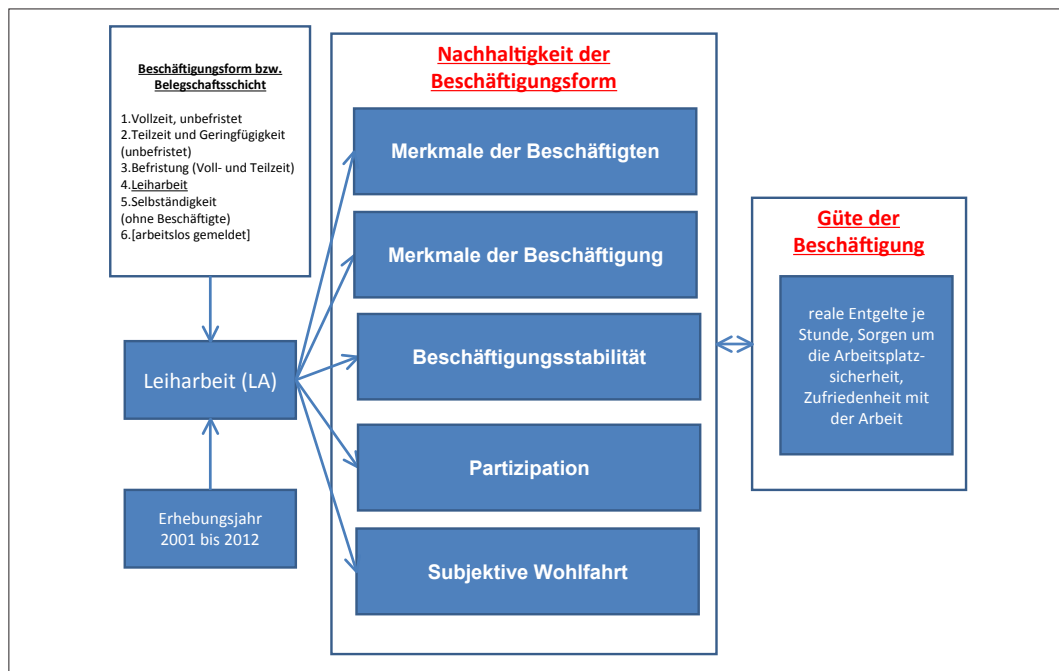 Beschäftigungsform bzw.
Belegschaftsschicht
1.Vollzeit, unbefristet
2.Teilzeit und Geringfügigkeit
(unbefristet)
3.Befristung (Voll- und Teilzeit)
4.Leiharbeit
5.Selbständigkeit
(ohne Beschäftigte)
6.[arbeitslos gemeldet]
Leiharbeit (LA)
Erhebungsjahr
2001 bis 2012
Nachhaltigkeit der
Beschäftigungsform
Merkmale der Beschäftigten
Merkmale der Beschäftigung
Beschäftigungsstabilität
Partizipation
Subjektive Wohlfahrt
Güte der
Beschäftigung
reale Entgelte je
Stunde, Sorgen um
die Arbeitsplatz-
sicherheit,
Zufriedenheit mit
der Arbeit